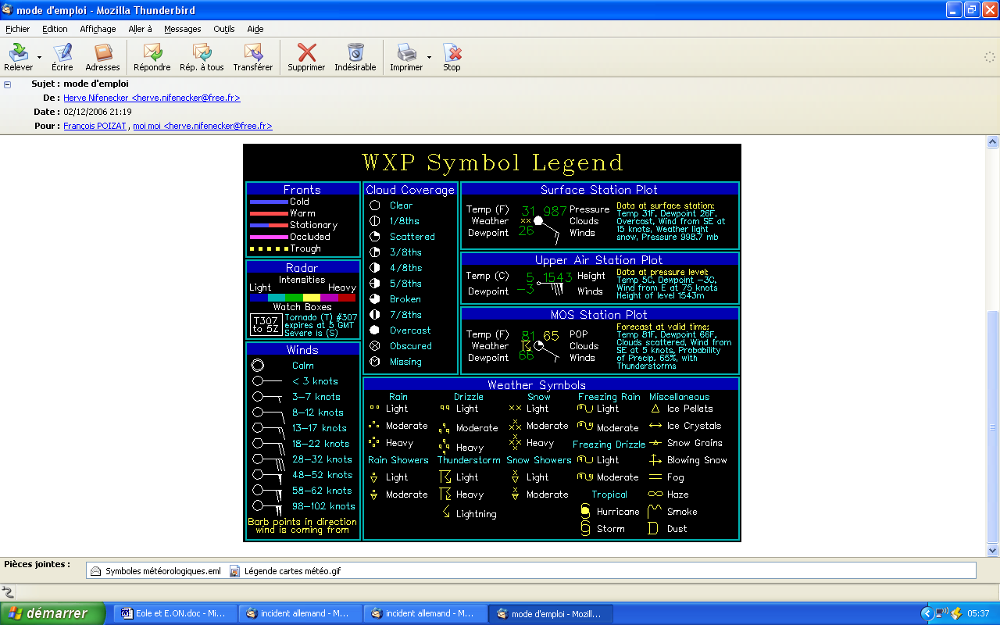 mode d'emploi - Mozilla Thunderbird
Fichier Edition Affichage Aller à Messages Outils Aide
Relever Écrire Adresses Répondre Rép. à tous Transférer Supprimer Indésirable Imprimer Stop
Sujet : mode d'emploi
De : Herve Nifenecker <herve.nifenecker@free.fr>
Date : 02/12/2006 21:19
Pour : François POIZAT , moi moi <herve.nifenecker@free.fr>
WXP Symbol Legend
Fronts
Cold
Warm
Stationary
Occluded
Trough
Radar
Intensities
Light Heavy
Watch Boxes
T307
to 5Z
Tornado (T) #307
expires at 5 GMT
Severe is (S)
Winds
Calm
< 3 knots
3-7 knots
8-12 knots
13-17 knots
18-22 knots
28-32 knots
48-52 knots
58-62 knots
98-102 knots
Barb points in direction
wind is coming from
Cloud Coverage
Clear
1/8ths
Scattered
3/8ths
4/8ths
5/8ths
Broken
7/8ths
Overcast
Obscured
Missing
Surface Station Plot
Temp (F) 31 987 Pressure
Weather Clouds
Dewpoint 26 Winds
Data at surface station:
Temp 31F, Dewpoint 26F,
Overcast, Wind from SE at
15 knots, Weather light
snow, Pressure 998.7 mb
Upper Air Station Plot
Temp (C) 5 1543 Height
Dewpoint -3 Winds
Data at pressure level:
Temp 5C, Dewpoint -3C,
Wind from E at 75 knots
Height of level 1543m
MOS Station Plot
Temp (F) 81 65 POP
Weather Clouds
Dewpoint 66 Winds
Forecast at valid time:
Temp 81F, Dewpoint 66F,
Clouds scattered, Wind from
SE at 5 knots, Probability
of Precip. 65%, with
Thunderstorms
Weather Symbols
Rain
Light
Moderate
Heavy
Rain Showers
Light
Moderate
Drizzle
Light
Moderate
Heavy
Thunderstorm
Light
Heavy
Lightning
Snow
Light
Moderate
Heavy
Snow Showers
Light
Moderate
Freezing Rain
Light
Moderate
Freezing Drizzle
Light
Moderate
Tropical
Hurricane
Storm
Miscellaneous
Ice Pellets
Ice Crystals
Snow Grains
Blowing Snow
Fog
Haze
Smoke
Dust
Pièces jointes : Symboles météorologiques.eml Légende cartes météo.gif
démarrer Eole et E.ON.doc - Mi... incident allemand - M... incident allemand - M... mode d'emploi - Mozill... 05:37